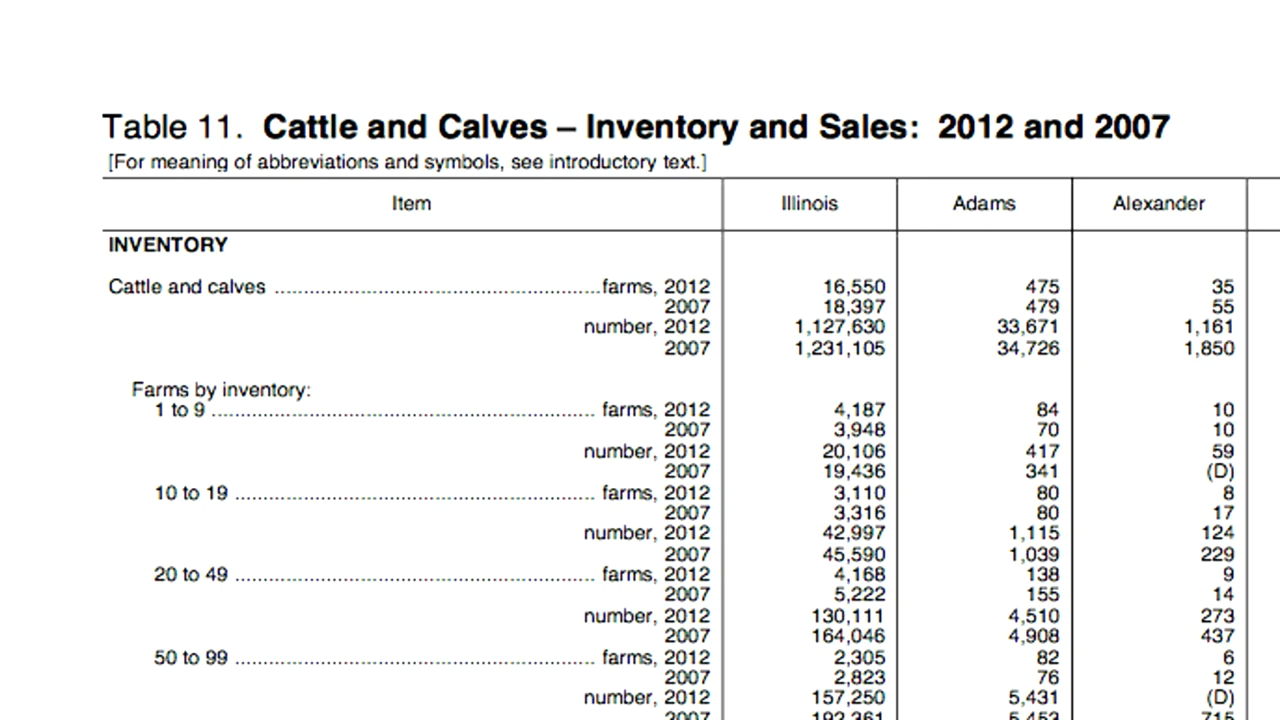 Table 11. Cattle and Calves – Inventory and Sales: 2012 and 2007
[For meaning of abbreviations and symbols, see introductory text.]
Item Illinois Adams Alexander
INVENTORY
Cattle and calves ........................................................farms, 2012 16,550 475 35
2007 18,397 479 55
number, 2012 1,127,630 33,671 1,161
2007 1,231,105 34,726 1,850
Farms by inventory:
1 to 9 .................................................................. farms, 2012 4,187 84 10
2007 3,948 70 10
number, 2012 20,106 417 59
2007 19,436 341 (D)
10 to 19 .............................................................. farms, 2012 3,110 80 8
2007 3,316 80 17
number, 2012 42,997 1,115 124
2007 45,590 1,039 229
20 to 49 .............................................................. farms, 2012 4,168 138 9
2007 5,222 155 14
number, 2012 130,111 4,510 273
2007 164,046 4,908 437
50 to 99 .............................................................. farms, 2012 2,305 82 6
2007 2,823 76 12
number, 2012 157,250 5,431 (D)
2007 192,361 5,453 715